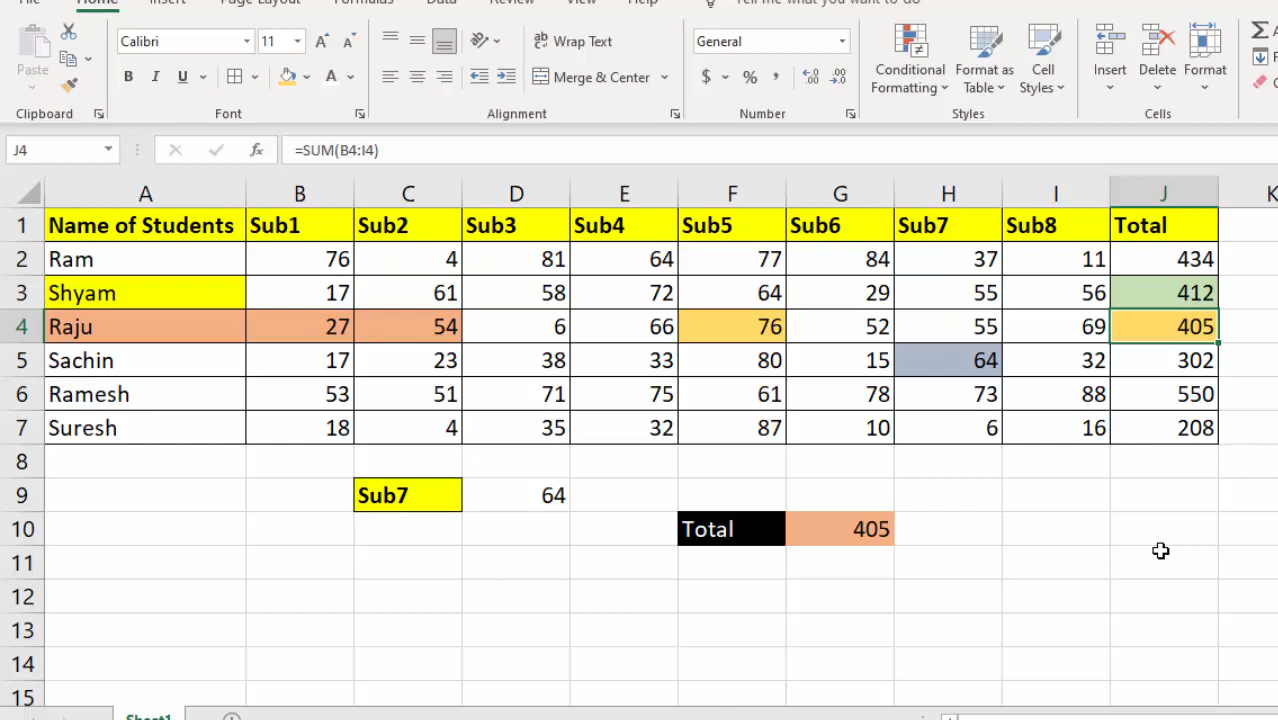 File Home Insert Page Layout Formulas Data Review View Help Tell me what you want to do
Calibri 11 Wrap Text General
Paste B I U Merge & Center $ % Conditional Formatting Format as Table Cell Styles Insert Delete Format
Clipboard Font Alignment Number Styles Cells
J4 fx =SUM(B4:I4)
A B C D E F G H I J K
1 Name of Students Sub1 Sub2 Sub3 Sub4 Sub5 Sub6 Sub7 Sub8 Total
2 Ram 76 4 81 64 77 84 37 11 434
3 Shyam 17 61 58 72 64 29 55 56 412
4 Raju 27 54 6 66 76 52 55 69 405
5 Sachin 17 23 38 33 80 15 64 32 302
6 Ramesh 53 51 71 75 61 78 73 88 550
7 Suresh 18 4 35 32 87 10 6 16 208
8
9 Sub7 64
10 Total 405
11
12
13
14
15
Sheet1